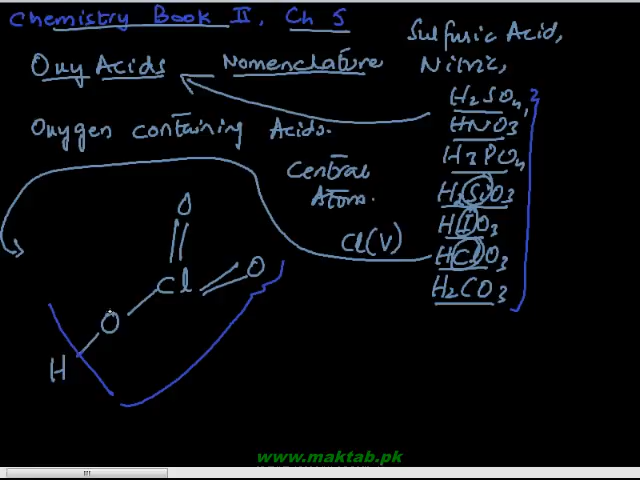 Chemistry Book II, Ch 5
Sulfuric Acid,
Oxy Acids Nomenclature
Nitric,
H2SO4,
Oxygen containing Acids.
HNO3
H3PO4
Central
Atom.
HIO3
Cl(V)
HClO3
H2CO3
O
Cl
O
O
H
www.maktab.pk